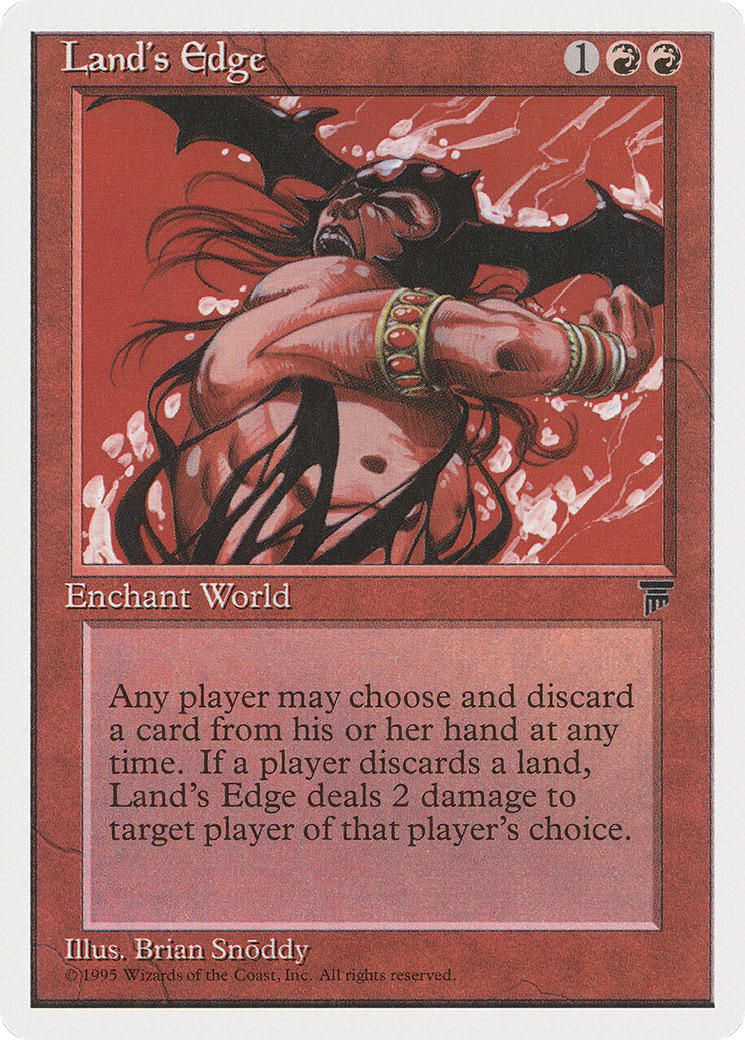 Land's Edge
1
Enchant World
Any player may choose and discard
a card from his or her hand at any
time. If a player discards a land,
Land's Edge deals 2 damage to
target player of that player's choice.
Illus. Brian Snōddy
© 1995 Wizards of the Coast, Inc. All rights reserved.